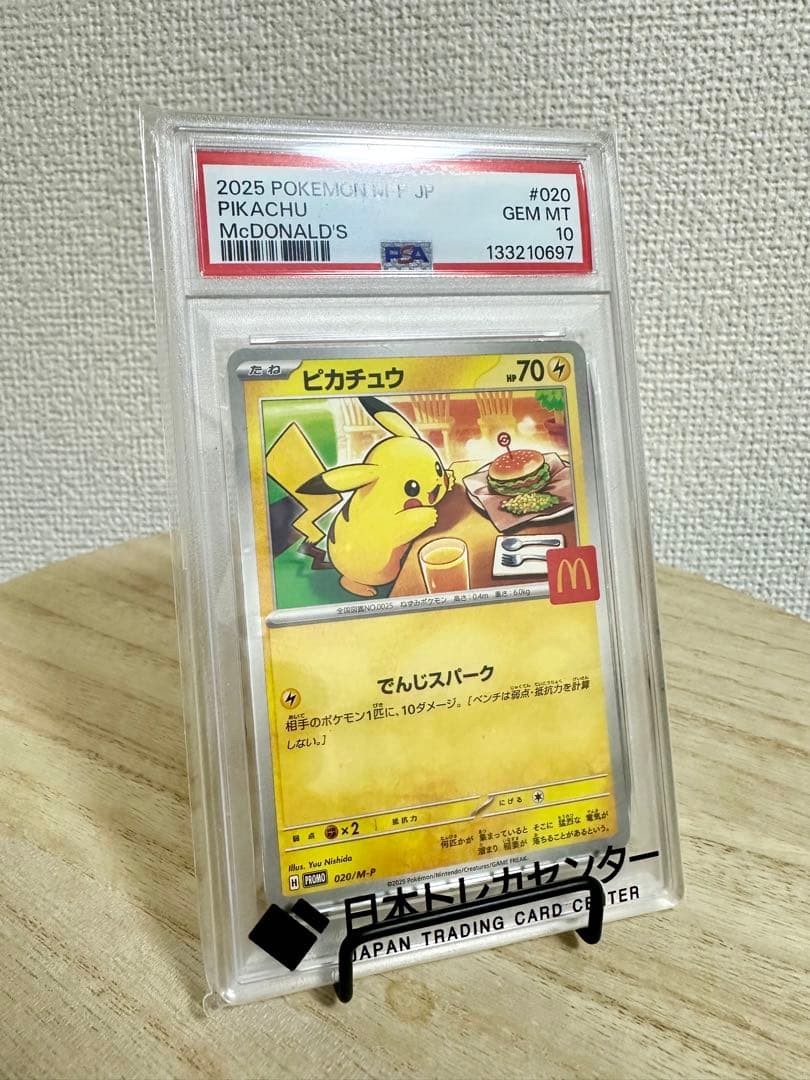 2025 POKEMON M-P JP
#020
PIKACHU
GEM MT
McDONALD'S
10
PSA
133210697
たね
ピカチュウ
HP70
M
全国図鑑NO.0025 ねずみポケモン 高さ:0.4m 重さ:6.0kg
でんじスパーク
相手のポケモン1匹に、10ダメージ。[ベンチは弱点・抵抗力を計算
しない。]
弱点 ×2 抵抗力 にげる
何匹かが 集まっていると そこに 猛烈な 電気が
溜まり 稲妻が 落ちることがあるという。
Illus. Yuu Nishida
H PROMO 020/M-P
©2025 Pokémon/Nintendo/Creatures/GAME FREAK.
日本トレカセンター
JAPAN TRADING CARD CENTER